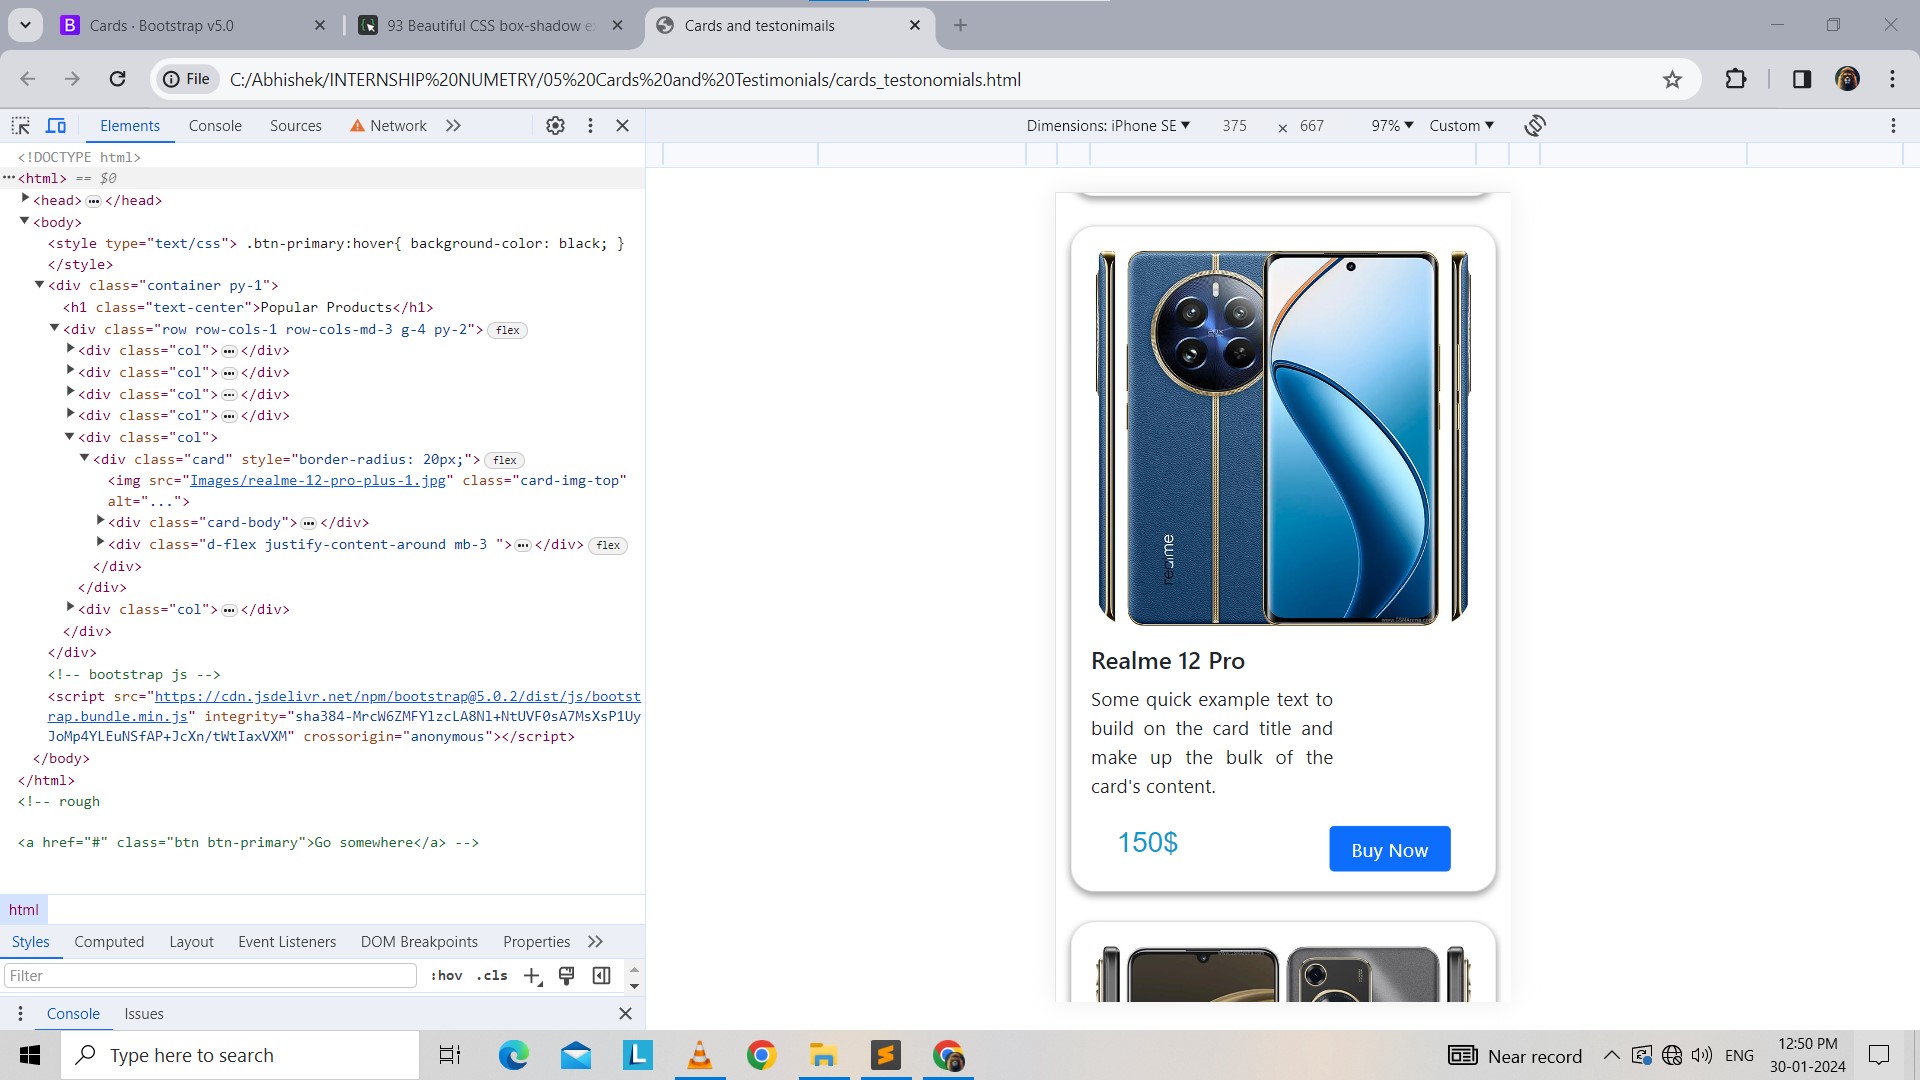 Cards · Bootstrap v5.0
93 Beautiful CSS box-shadow e
Cards and testonimails
File
C:/Abhishek/INTERNSHIP%20NUMETRY/05%20Cards%20and%20Testimonials/cards_testonomials.html
Elements
Console
Sources
Network
Dimensions: iPhone SE
375
×
667
97%
Custom
<!DOCTYPE html>
<html> == $0
<head> ••• </head>
<body>
<style type="text/css"> .btn-primary:hover{ background-color: black; }
</style>
<div class="container py-1">
<h1 class="text-center">Popular Products</h1>
<div class="row row-cols-1 row-cols-md-3 g-4 py-2"> flex
<div class="col"> ••• </div>
<div class="col"> ••• </div>
<div class="col"> ••• </div>
<div class="col"> ••• </div>
<div class="col">
<div class="card" style="border-radius: 20px;"> flex
<img src="Images/realme-12-pro-plus-1.jpg" class="card-img-top"
alt="...">
<div class="card-body"> ••• </div>
<div class="d-flex justify-content-around mb-3 "> ••• </div> flex
</div>
</div>
<div class="col"> ••• </div>
</div>
</div>
<!-- bootstrap js -->
<script src="https://cdn.jsdelivr.net/npm/bootstrap@5.0.2/dist/js/bootst
rap.bundle.min.js" integrity="sha384-MrcW6ZMFYlzcLA8Nl+NtUVF0sA7MsXsP1Uy
JoMp4YLEuNSfAP+JcXn/tWtIaxVXM" crossorigin="anonymous"></script>
</body>
</html>
<!-- rough
<a href="#" class="btn btn-primary">Go somewhere</a> -->
html
Styles
Computed
Layout
Event Listeners
DOM Breakpoints
Properties
Filter
:hov
.cls
Console
Issues
realme
Realme 12 Pro
Some quick example text to
build on the card title and
make up the bulk of the
card's content.
150$
Buy Now
Type here to search
Near record
ENG
12:50 PM
30-01-2024